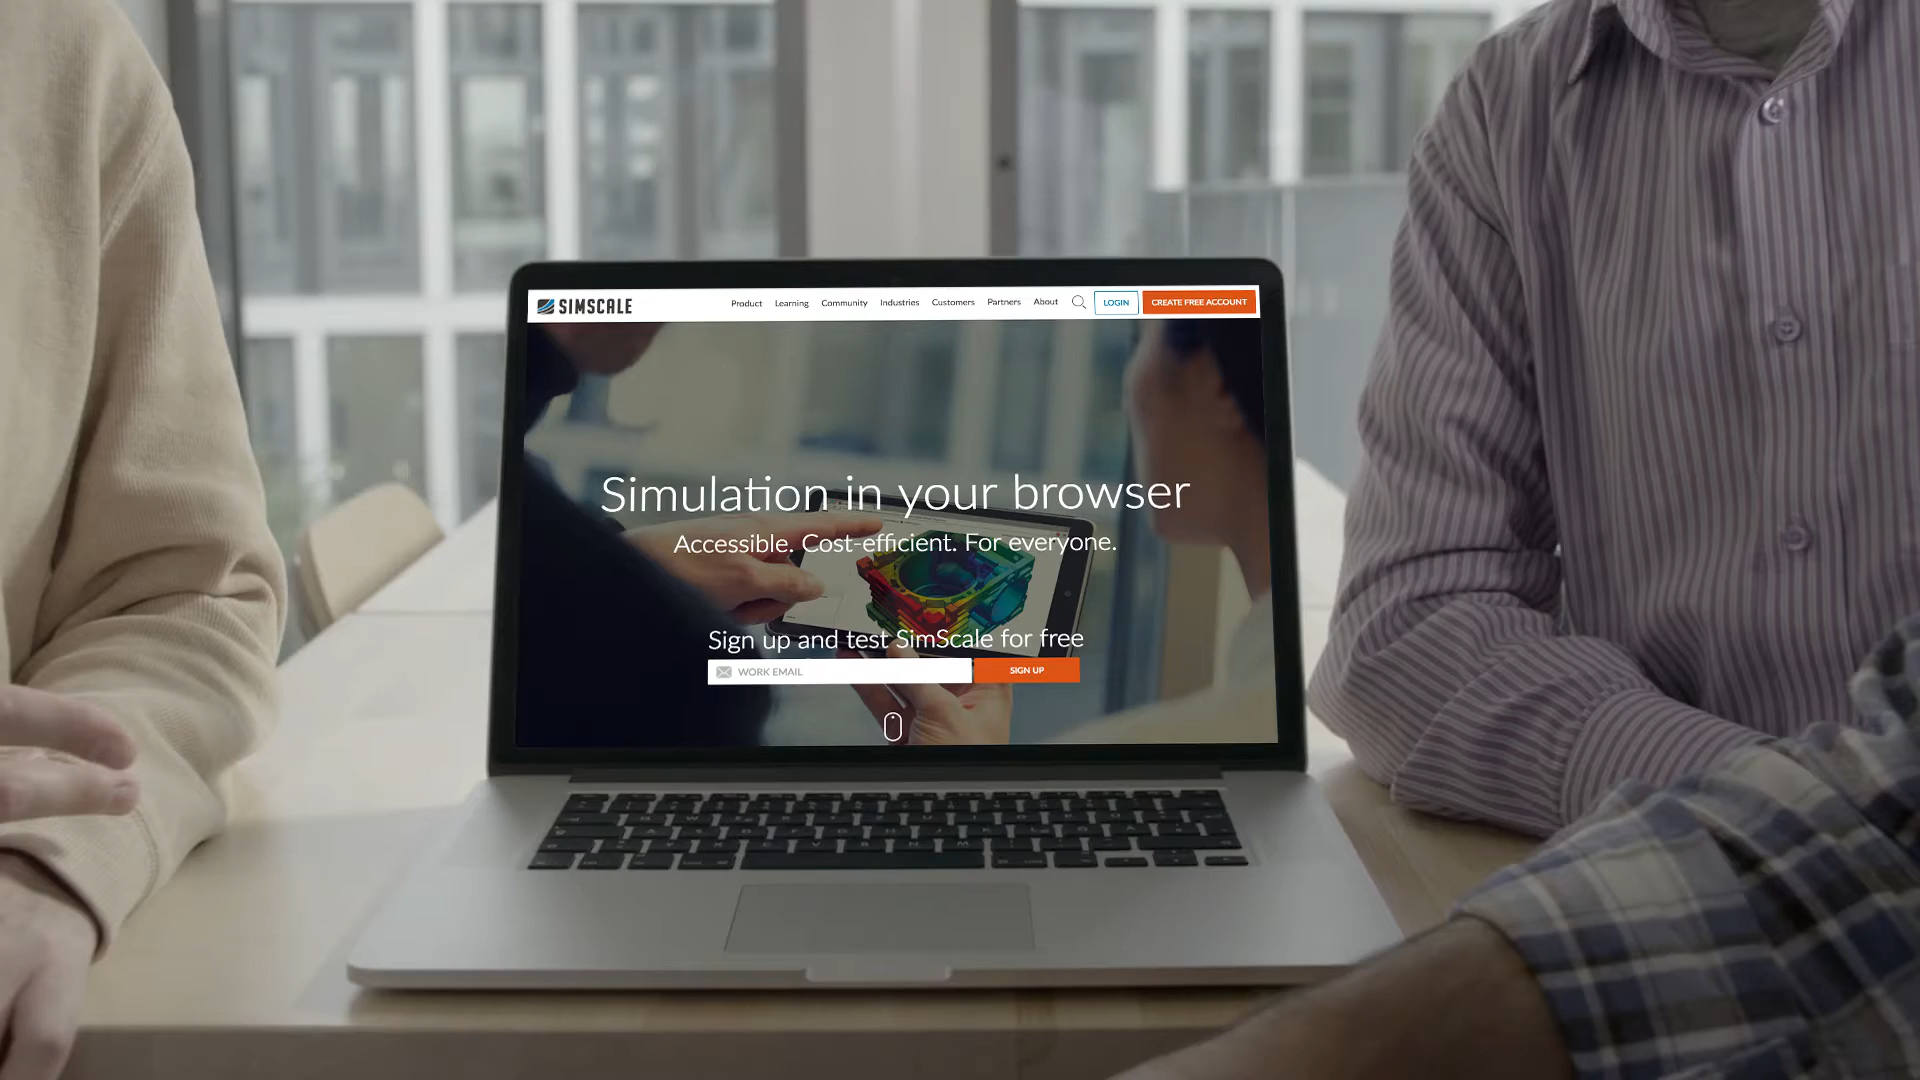 SIMSCALE
Product Learning Community Industries Customers Partners About LOGIN CREATE FREE ACCOUNT
Simulation in your browser
Accessible. Cost-efficient. For everyone.
Sign up and test SimScale for free
WORK EMAIL SIGN UP